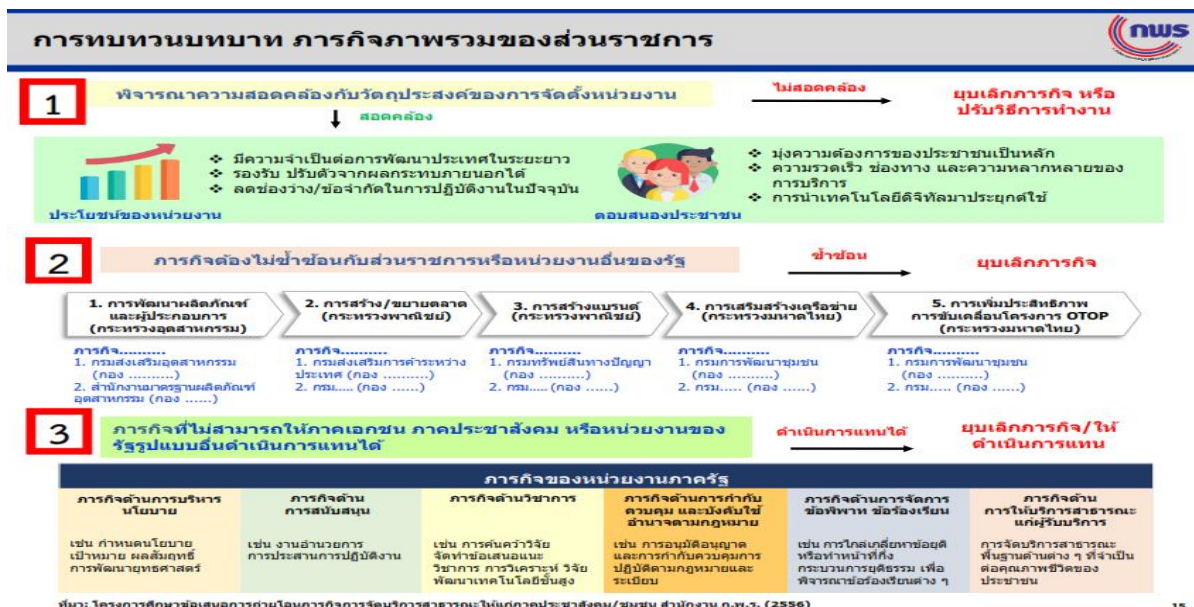 การทบทวนบทบาท ภารกิจภาพรวมของส่วนราชการ
กพร
1
พิจารณาความสอดคล้องกับวัตถุประสงค์ของการจัดตั้งหน่วยงาน
ไม่สอดคล้อง
ยุบเลิกภารกิจ หรือ
ปรับวิธีการทำงาน
สอดคล้อง
❖ มีความจำเป็นต่อการพัฒนาประเทศในระยะยาว
❖ รองรับ ปรับตัวจากผลกระทบภายนอกได้
❖ ลดช่องว่าง/ข้อจำกัดในการปฏิบัติงานในปัจจุบัน
ประโยชน์ของหน่วยงาน
❖ มุ่งความต้องการของประชาชนเป็นหลัก
❖ ความรวดเร็ว ช่องทาง และความหลากหลายของ
การบริการ
❖ การนำเทคโนโลยีดิจิทัลมาประยุกต์ใช้
ตอบสนองประชาชน
2
ภารกิจต้องไม่ซ้ำซ้อนกับส่วนราชการหรือหน่วยงานอื่นของรัฐ
ซ้ำซ้อน
ยุบเลิกภารกิจ
1. การพัฒนาผลิตภัณฑ์
และผู้ประกอบการ
(กระทรวงอุตสาหกรรม)
2. การสร้าง/ขยายตลาด
(กระทรวงพาณิชย์)
3. การสร้างแบรนด์
(กระทรวงพาณิชย์)
4. การเสริมสร้างเครือข่าย
(กระทรวงมหาดไทย)
5. การเพิ่มประสิทธิภาพ
การขับเคลื่อนโครงการ OTOP
(กระทรวงมหาดไทย)
ภารกิจ..........
1. กรมส่งเสริมอุตสาหกรรม
(กอง ..........)
2. สำนักงานมาตรฐานผลิตภัณฑ์
อุตสาหกรรม (กอง ......)
ภารกิจ..........
1. กรมส่งเสริมการค้าระหว่าง
ประเทศ (กอง ..........)
2. กรม..... (กอง ......)
ภารกิจ..........
1. กรมทรัพย์สินทางปัญญา
(กอง ..........)
2. กรม..... (กอง ......)
ภารกิจ..........
1. กรมการพัฒนาชุมชน
(กอง ..........)
2. กรม..... (กอง ......)
ภารกิจ..........
1. กรมการพัฒนาชุมชน
(กอง ..........)
2. กรม..... (กอง ......)
3
ภารกิจที่ไม่สามารถให้ภาคเอกชน ภาคประชาสังคม หรือหน่วยงานของ
รัฐรูปแบบอื่นดำเนินการแทนได้
ดำเนินการแทนได้
ยุบเลิกภารกิจ/ให้
ดำเนินการแทน
ภารกิจของหน่วยงานภาครัฐ
ภารกิจด้านการบริหาร
นโยบาย
เช่น กำหนดนโยบาย
เป้าหมาย ผลสัมฤทธิ์
การพัฒนายุทธศาสตร์
ภารกิจด้าน
การสนับสนุน
เช่น งานอำนวยการ
การประสานการปฏิบัติงาน
ภารกิจด้านวิชาการ
เช่น การค้นคว้าวิจัย
จัดทำข้อเสนอแนะ
วิชาการ การวิเคราะห์ วิจัย
พัฒนาเทคโนโลยีขั้นสูง
ภารกิจด้านการกำกับ
ควบคุม และบังคับใช้
อำนาจตามกฎหมาย
เช่น การอนุมัติอนุญาต
และการกำกับควบคุมการ
ปฏิบัติตามกฎหมายและ
ระเบียบ
ภารกิจด้านการจัดการ
ข้อพิพาท ข้อร้องเรียน
เช่น การไกล่เกลี่ยหาข้อยุติ
หรือทำหน้าที่กึ่ง
กระบวนการยุติธรรม เพื่อ
พิจารณาข้อร้องเรียนต่าง ๆ
ภารกิจด้าน
การให้บริการสาธารณะ
แก่ผู้รับบริการ
การจัดบริการสาธารณะ
พื้นฐานด้านต่าง ๆ ที่จำเป็น
ต่อคุณภาพชีวิตของ
ประชาชน
ที่มา: โครงการศึกษาข้อเสนอการถ่ายโอนภารกิจการจัดบริการสาธารณะให้แก่ภาคประชาสังคม/ชุมชน สำนักงาน ก.พ.ร. (2556)
15